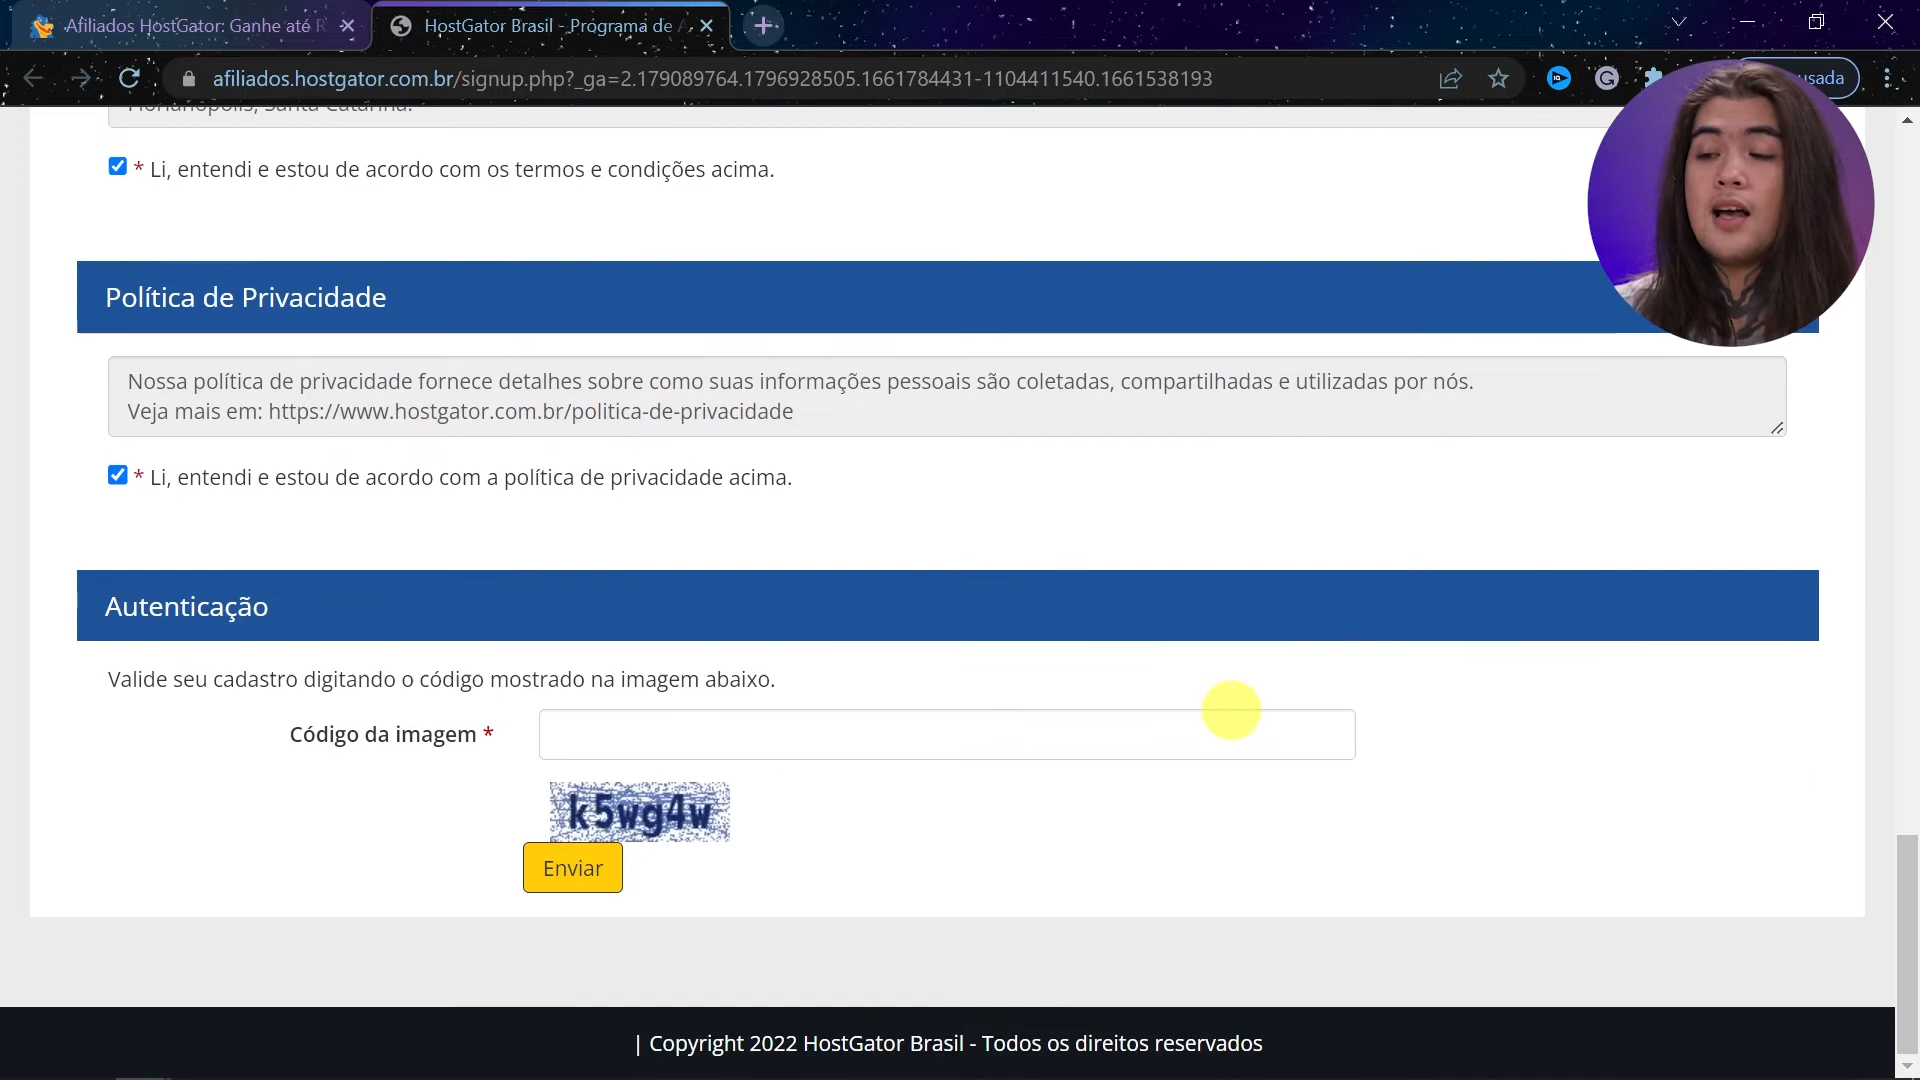 Afiliados HostGator: Ganhe até R
HostGator Brasil - Programa de A
afiliados.hostgator.com.br/signup.php?_ga=2.179089764.1796928505.1661784431-1104411540.1661538193
usada
Florianópolis, Santa Catarina.
* Li, entendi e estou de acordo com os termos e condições acima.
Política de Privacidade
Nossa política de privacidade fornece detalhes sobre como suas informações pessoais são coletadas, compartilhadas e utilizadas por nós.
Veja mais em: https://www.hostgator.com.br/politica-de-privacidade
* Li, entendi e estou de acordo com a política de privacidade acima.
Autenticação
Valide seu cadastro digitando o código mostrado na imagem abaixo.
Código da imagem *
k5wg4w
Enviar
| Copyright 2022 HostGator Brasil - Todos os direitos reservados